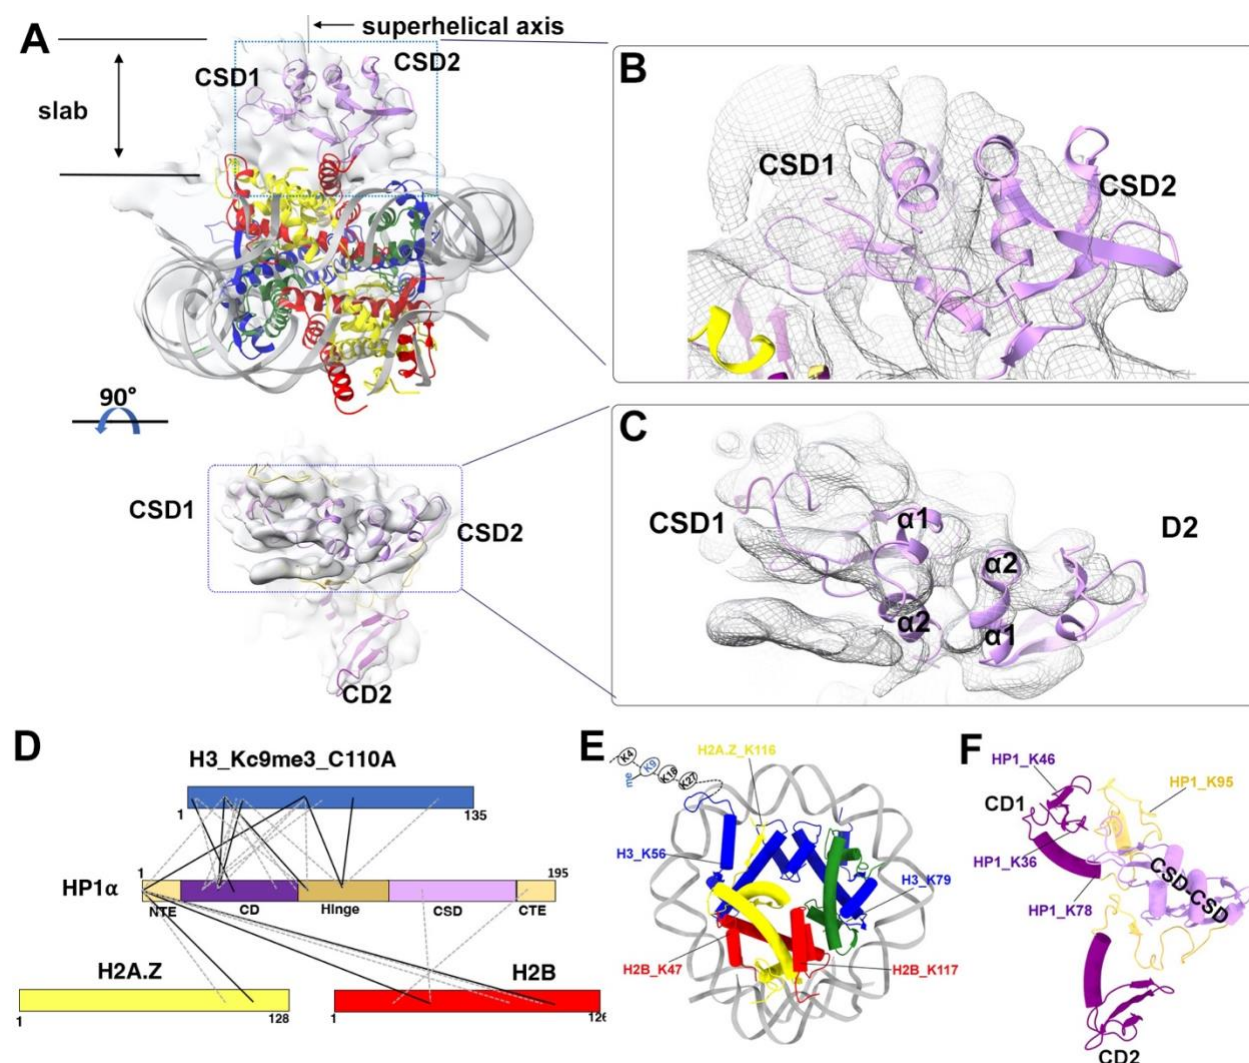 A
superhelical axis
CSD1
CSD2
slab
B
CSD1
CSD2
90°
CSD1
CSD2
CD2
C
CSD1
α1
D2
α2
α2
α1
D
H3_Kc9me3_C110A
1
135
1
195
HP1α
NTE
CD
Hinge
CSD
CTE
H2A.Z
H2B
1
128
1
126
E
K4
K9
me
K18
K27
H2A.Z_K116
H3_K56
H3_K79
H2B_K47
H2B_K117
F
HP1_K46
CD1
HP1_K95
HP1_K36
CSD-CSD
HP1_K78
CD2